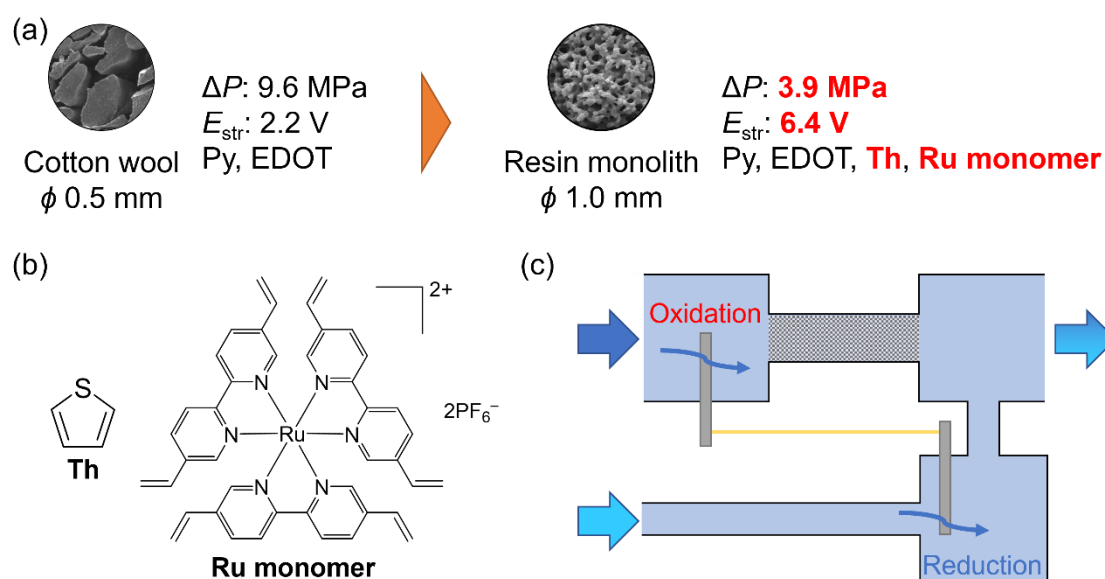 (a)
Cotton wool
ϕ 0.5 mm
ΔP: 9.6 MPa
Estr: 2.2 V
Py, EDOT
Resin monolith
ϕ 1.0 mm
ΔP: 3.9 MPa
Estr: 6.4 V
Py, EDOT, Th, Ru monomer
(b)
S
Th
2+
N
N
N
Ru
N
N
N
2PF6−
Ru monomer
(c)
Oxidation
Reduction